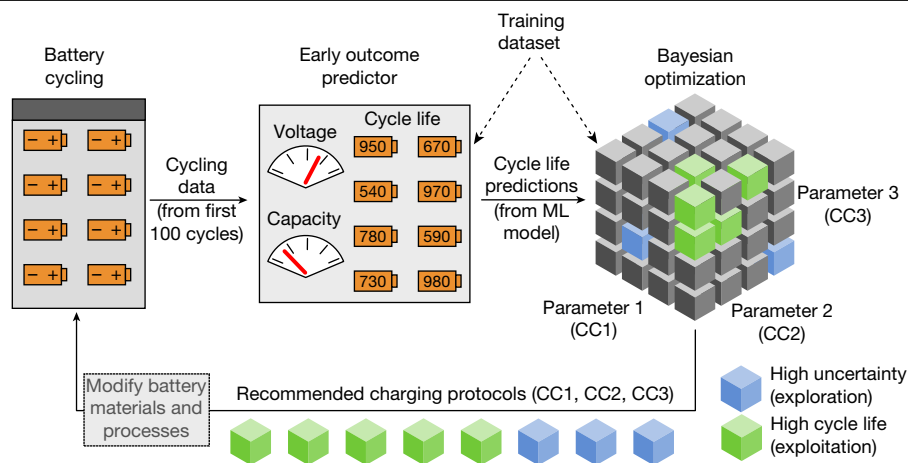 Training
dataset
Battery
cycling
Early outcome
predictor
Bayesian
optimization
Voltage
Cycle life
950 670
540 970
Capacity
780 590
730 980
− + − +
− + − +
− + − +
− + − +
Cycling
data
(from first
100 cycles)
Cycle life
predictions
(from ML
model)
Parameter 3
(CC3)
Parameter 1
(CC1)
Parameter 2
(CC2)
Modify battery
materials and
processes
Recommended charging protocols (CC1, CC2, CC3)
High uncertainty
(exploration)
High cycle life
(exploitation)